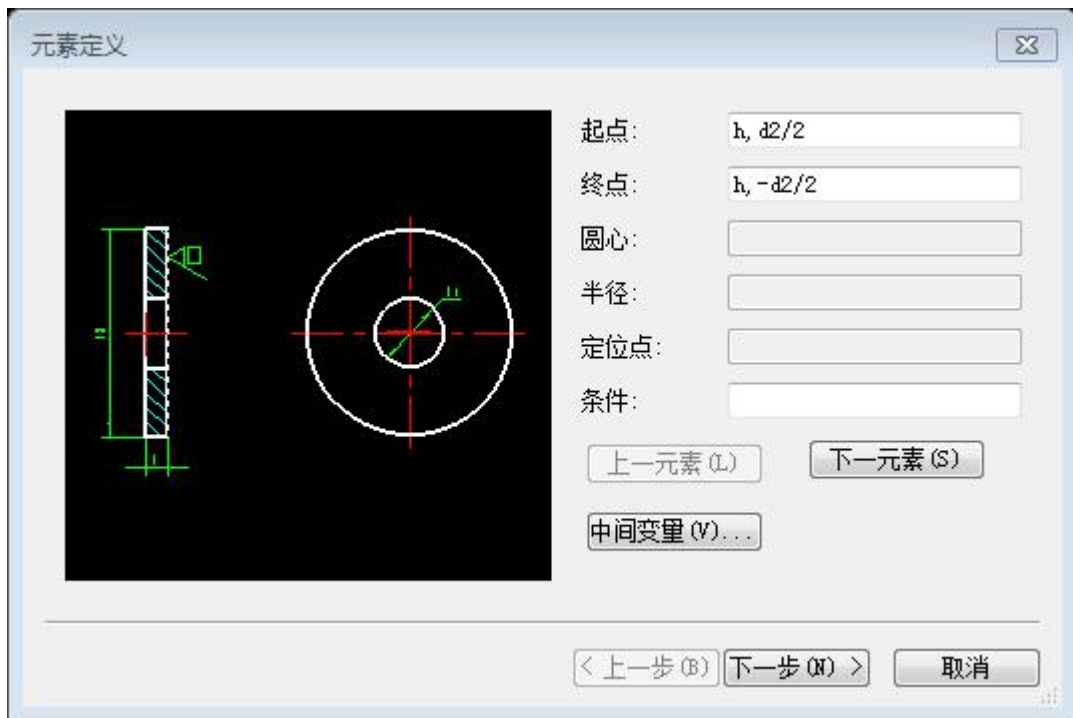 元素定义
起点: h, d2/2
终点: h, -d2/2
圆心:
半径:
定位点:
条件:
上一元素(L) 下一元素(S)
中间变量(V)...
< 上一步(B) 下一步(N) > 取消